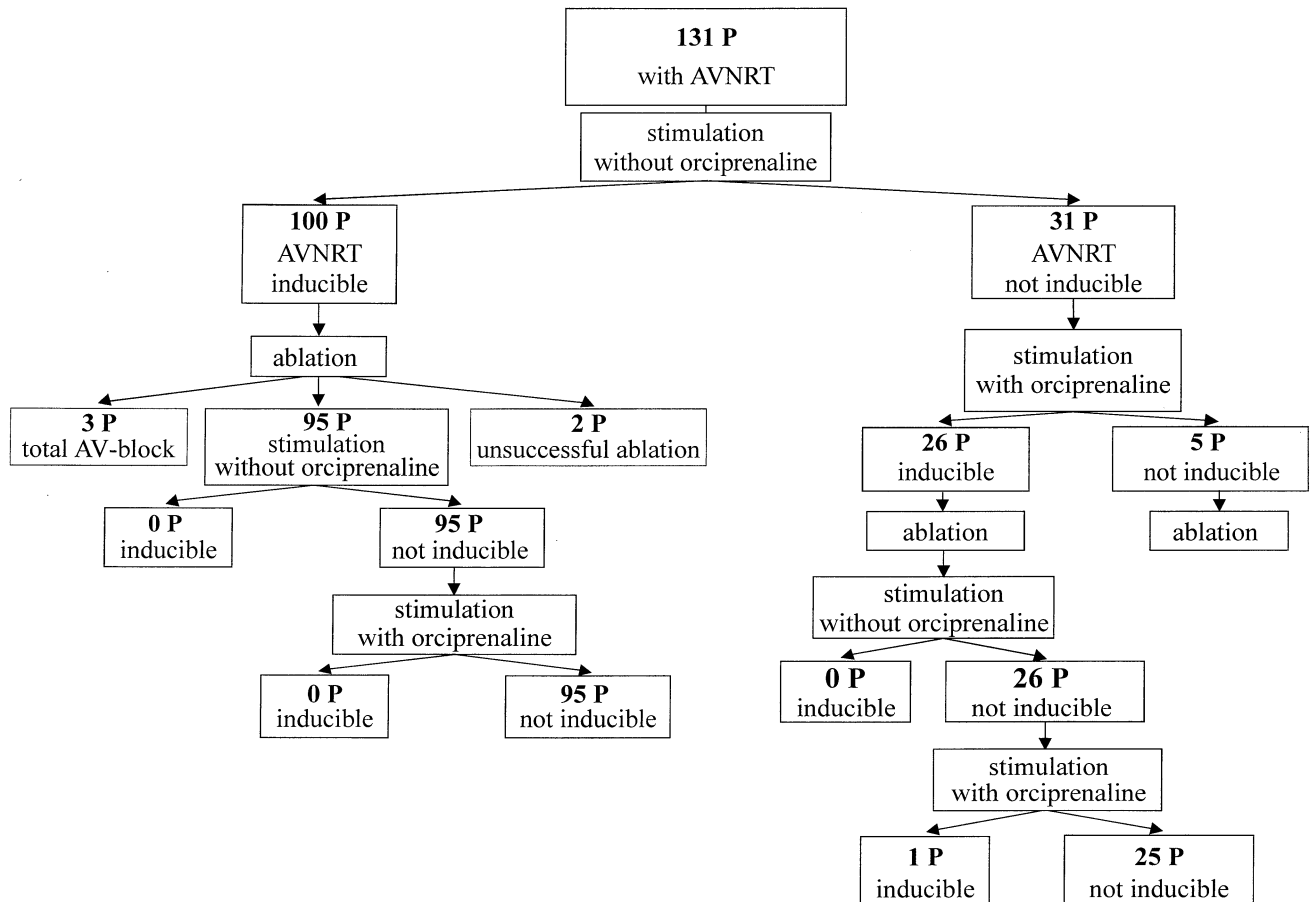 131 P
with AVNRT
stimulation
without orciprenaline
100 P
AVNRT
inducible
31 P
AVNRT
not inducible
ablation
stimulation
with orciprenaline
3 P
total AV-block
95 P
stimulation
without orciprenaline
2 P
unsuccessful ablation
26 P
inducible
5 P
not inducible
0 P
inducible
95 P
not inducible
ablation
ablation
stimulation
with orciprenaline
stimulation
without orciprenaline
0 P
inducible
95 P
not inducible
0 P
inducible
26 P
not inducible
stimulation
with orciprenaline
1 P
inducible
25 P
not inducible